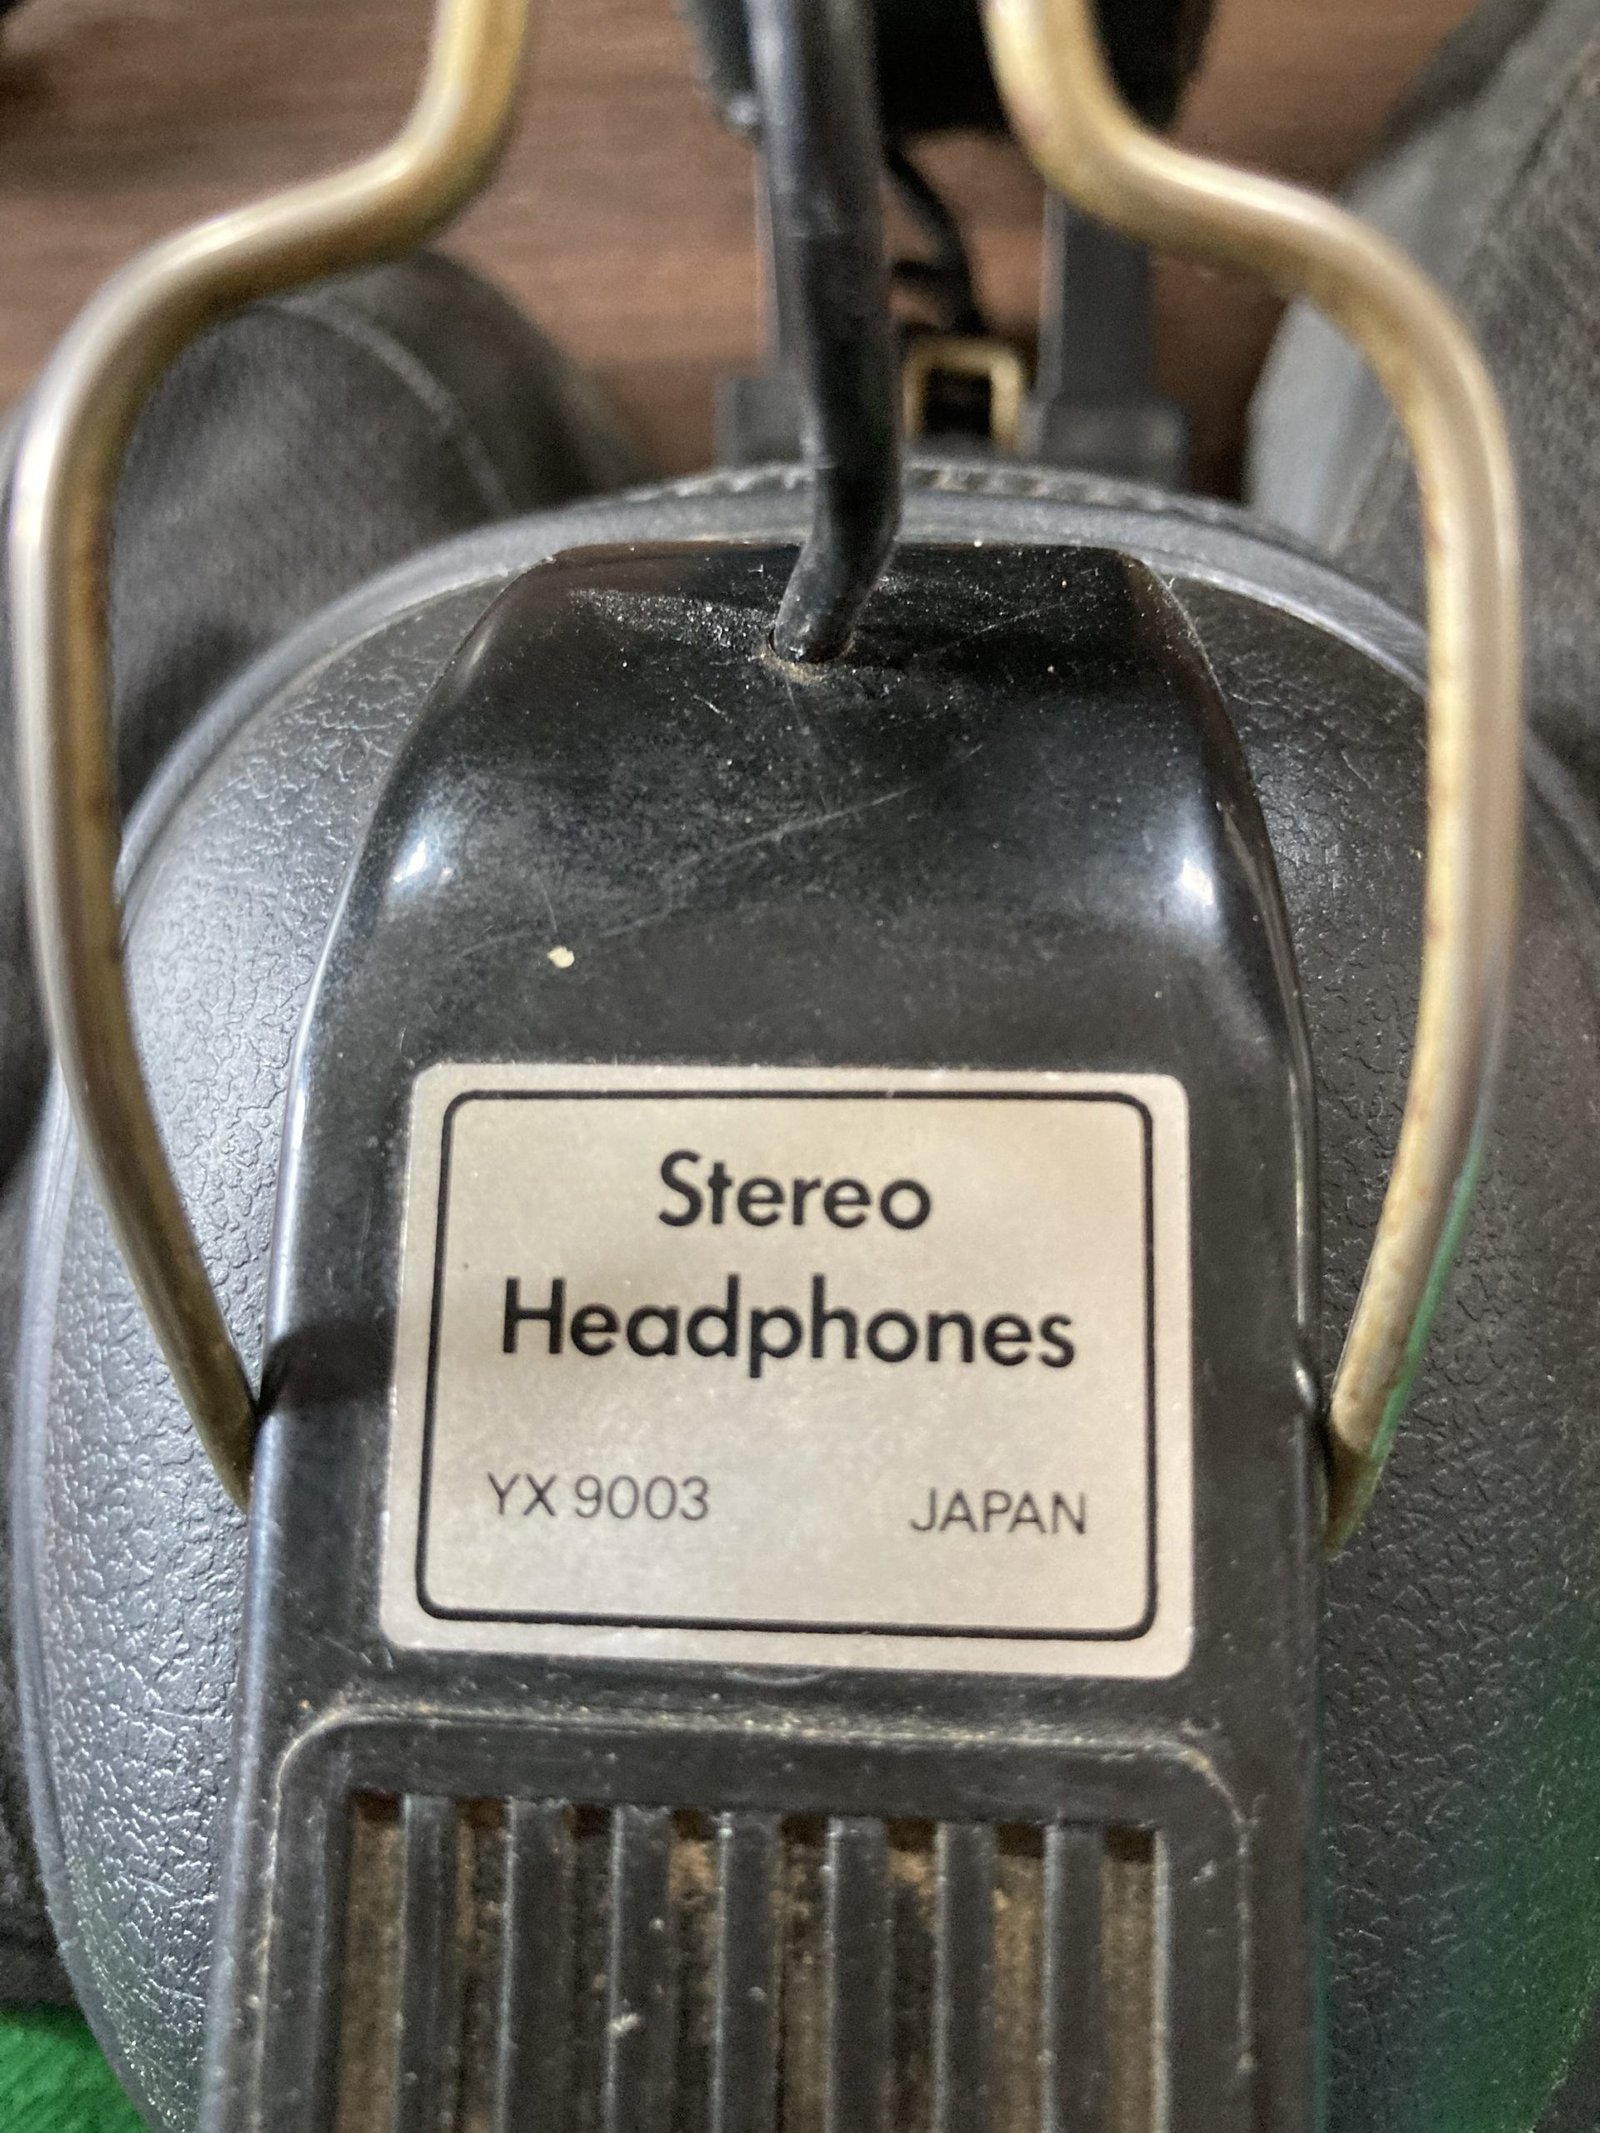 Stereo
Headphones
YX 9003 JAPAN